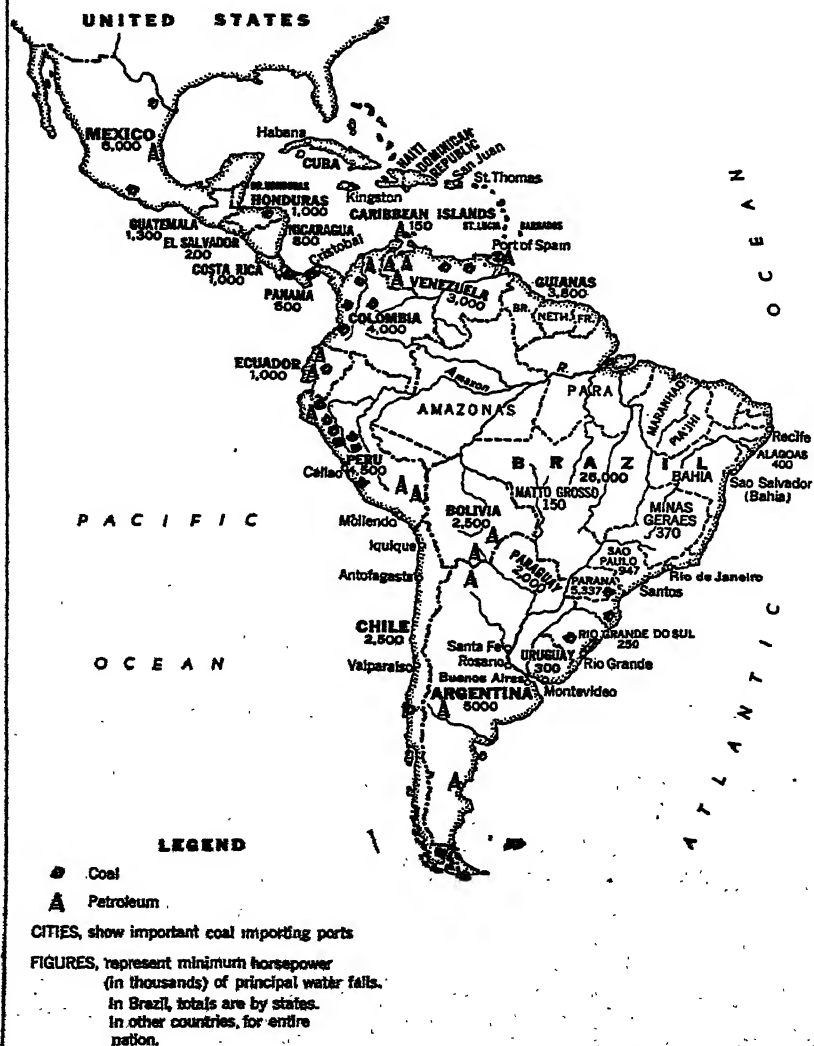 UNITED STATES
MEXICO
6,000
Habana
CUBA
HAITI
DOMINICAN
REPUBLIC
San Juan
St. Thomas
Kingston
BR. HONDURAS
HONDURAS
1,000
CARIBBEAN ISLANDS
150
ST. LUCIA
BARBADOS
GUATEMALA
1,300
EL SALVADOR
200
NICARAGUA
800
Cristobal
Port of Spain
COSTA RICA
1,000
PANAMA
500
VENEZUELA
3,000
GUIANAS
3,800
BR.
NETH.
FR.
COLOMBIA
4,000
ECUADOR
1,000
Amazon
R.
AMAZONAS
PARA
MARANHAO
PIAUHI
Recife
ALAGOAS
400
Sao Salvador
(Bahia)
PERU
1,500
Callao
BRAZIL
26,000
BAHIA
MATTO GROSSO
150
MINAS
GERAES
370
BOLIVIA
2,500
Mollendo
Iquique
Antofagasta
PARAGUAY
2,000
SAO
PAULO
947
PARANA
5,337
Rio de Janeiro
Santos
CHILE
2,500
Valparaiso
Santa Fe
Rosario
Buenos Aires
ARGENTINA
5000
URUGUAY
300
RIO GRANDE DO SUL
250
Rio Grande
Montevideo
PACIFIC
OCEAN
ATLANTIC
OCEAN
LEGEND
Coal
Petroleum
CITIES, show important coal importing ports
FIGURES, represent minimum horsepower
(in thousands) of principal water falls.
In Brazil, totals are by states.
In other countries, for entire
nation.